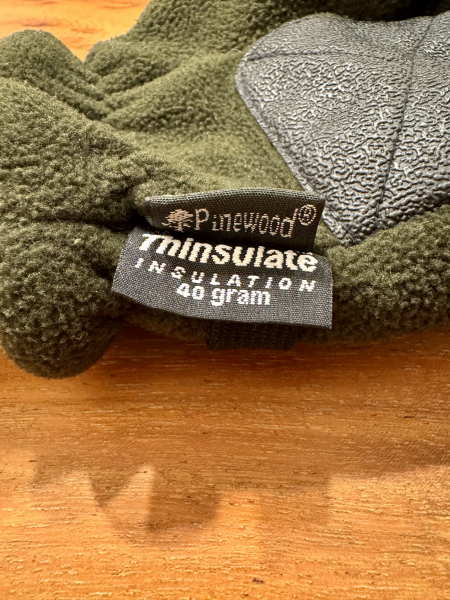 Pinewood®
Thinsulate
INSULATION
40 gram